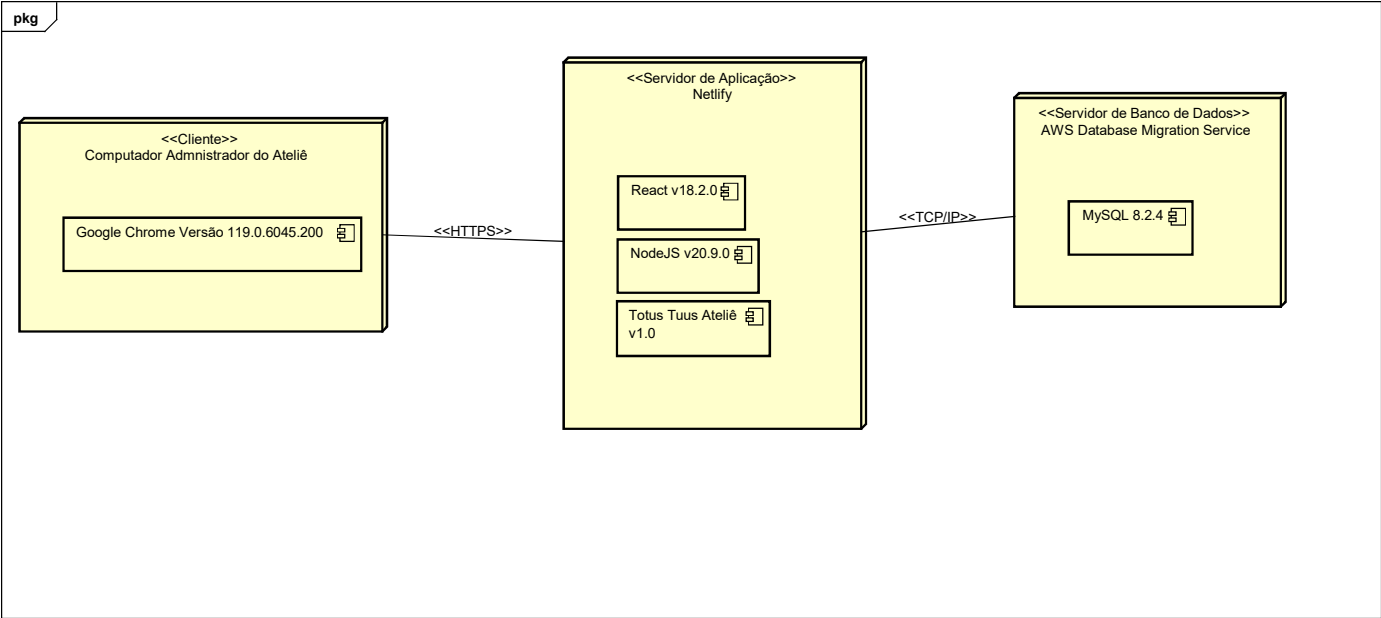 pkg
<<Cliente>>
Computador Admnistrador do Ateliê
Google Chrome Versão 119.0.6045.200
<<HTTPS>>
<<Servidor de Aplicação>>
Netlify
React v18.2.0
NodeJS v20.9.0
Totus Tuus Ateliê
v1.0
<<TCP/IP>>
<<Servidor de Banco de Dados>>
AWS Database Migration Service
MySQL 8.2.4